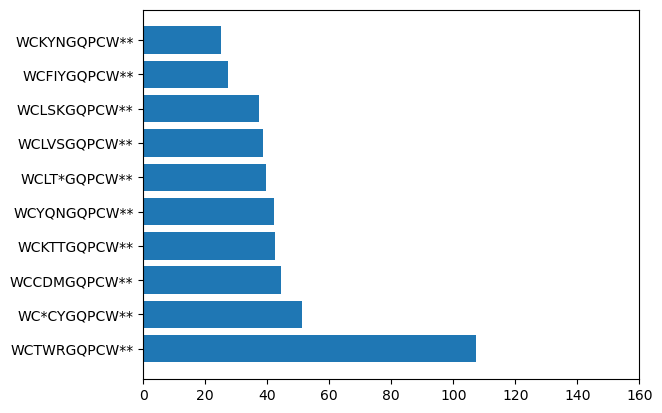 WCKYNGQPCW**
WCFIYGQPCW**
WCLSKGQPCW**
WCLVSGQPCW**
WCLT*GQPCW**
WCYQNGQPCW**
WCKTTGQPCW**
WCCDMGQPCW**
WC*CYGQPCW**
WCTWRGQPCW**
0 20 40 60 80 100 120 140 160